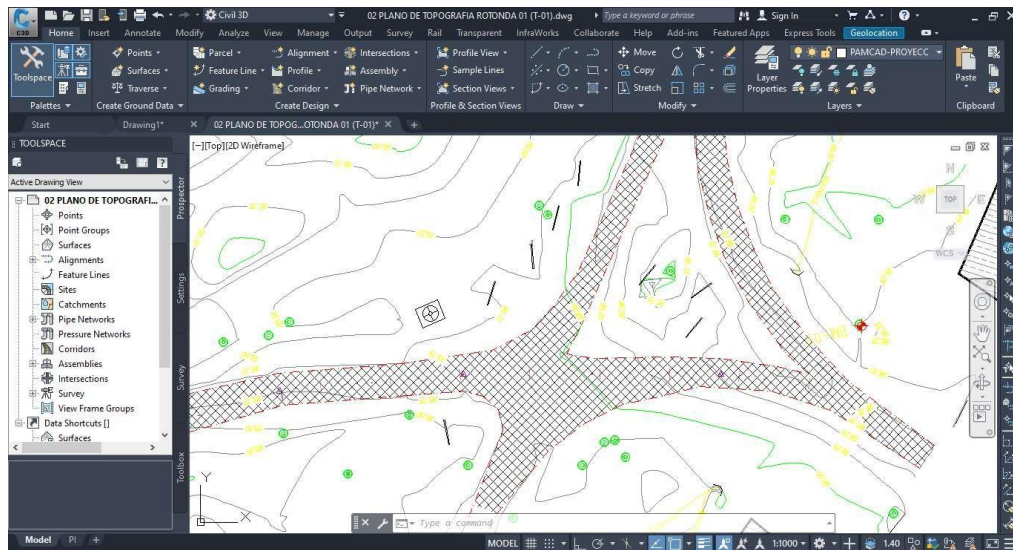 Civil 3D
02 PLANO DE TOPOGRAFIA ROTONDA 01 (T-01).dwg
Type a keyword or phrase
Sign In
C3D
Home Insert Annotate Modify Analyze View Manage Output Survey Rail Transparent InfraWorks Collaborate Help Add-ins Featured Apps Express Tools Geolocation
Toolspace
Points
Surfaces
Traverse
Parcel
Feature Line
Grading
Alignment
Profile
Corridor
Intersections
Assembly
Pipe Network
Profile View
Sample Lines
Section Views
Move
Copy
Stretch
Layer
Properties
PAMCAD-PROYECC
Paste
Palettes
Create Ground Data
Create Design
Profile & Section Views
Draw
Modify
Layers
Clipboard
Start
Drawing1*
02 PLANO DE TOPOG...OTONDA 01 (T-01)*
TOOLSPACE
Active Drawing View
02 PLANO DE TOPOGRAFI...
Points
Point Groups
Surfaces
Alignments
Feature Lines
Sites
Catchments
Pipe Networks
Pressure Networks
Corridors
Assemblies
Intersections
Survey
View Frame Groups
Data Shortcuts []
Surfaces
Prospector
Settings
Survey
Toolbox
[−][Top][2D Wireframe]
N
W
TOP
E
S
WCS
Y
X
Type a command
Model
PI
MODEL
1:1000
1.40